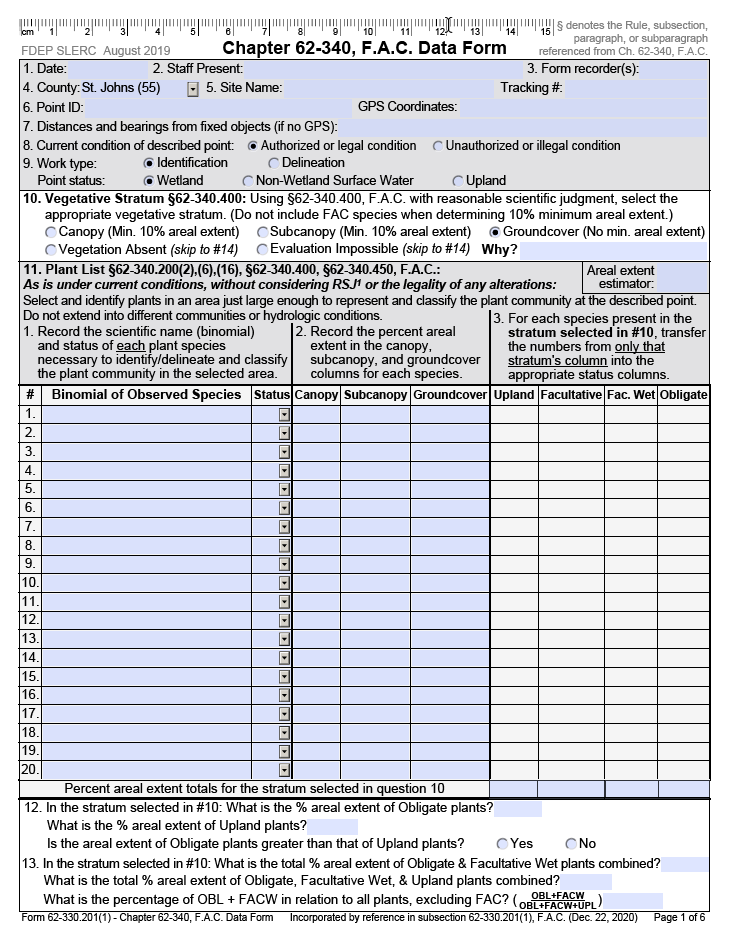 cm 1 2 3 4 5 6 7 8 9 10 11 12 13 14 15
§ denotes the Rule, subsection,
paragraph, or subparagraph
referenced from Ch. 62-340, F.A.C.
FDEP SLERC August 2019
Chapter 62-340, F.A.C. Data Form
1. Date: 2. Staff Present: 3. Form recorder(s):
4. County: St. Johns (55) 5. Site Name: Tracking #:
6. Point ID: GPS Coordinates:
7. Distances and bearings from fixed objects (if no GPS):
8. Current condition of described point: Authorized or legal condition Unauthorized or illegal condition
9. Work type: Identification Delineation
Point status: Wetland Non-Wetland Surface Water Upland
10. Vegetative Stratum §62-340.400: Using §62-340.400, F.A.C. with reasonable scientific judgment, select the
appropriate vegetative stratum. (Do not include FAC species when determining 10% minimum areal extent.)
Canopy (Min. 10% areal extent) Subcanopy (Min. 10% areal extent) Groundcover (No min. areal extent)
Vegetation Absent (skip to #14) Evaluation Impossible (skip to #14) Why?
11. Plant List §62-340.200(2),(6),(16), §62-340.400, §62-340.450, F.A.C.:
As is under current conditions, without considering RSJ¹ or the legality of any alterations:
Areal extent
estimator:
Select and identify plants in an area just large enough to represent and classify the plant community at the described point.
Do not extend into different communities or hydrologic conditions.
1. Record the scientific name (binomial)
and status of each plant species
necessary to identify/delineate and classify
the plant community in the selected area.
2. Record the percent areal
extent in the canopy,
subcanopy, and groundcover
columns for each species.
3. For each species present in the
stratum selected in #10, transfer
the numbers from only that
stratum's column into the
appropriate status columns.
# Binomial of Observed Species Status Canopy Subcanopy Groundcover Upland Facultative Fac. Wet Obligate
1.
2.
3.
4.
5.
6.
7.
8.
9.
10.
11.
12.
13.
14.
15.
16.
17.
18.
19.
20.
Percent areal extent totals for the stratum selected in question 10
12. In the stratum selected in #10: What is the % areal extent of Obligate plants?
What is the % areal extent of Upland plants?
Is the areal extent of Obligate plants greater than that of Upland plants? Yes No
13. In the stratum selected in #10: What is the total % areal extent of Obligate & Facultative Wet plants combined?
What is the total % areal extent of Obligate, Facultative Wet, & Upland plants combined?
What is the percentage of OBL + FACW in relation to all plants, excluding FAC? ( OBL+FACW
OBL+FACW+UPL )
Form 62-330.201(1) - Chapter 62-340, F.A.C. Data Form Incorporated by reference in subsection 62-330.201(1), F.A.C. (Dec. 22, 2020) Page 1 of 6